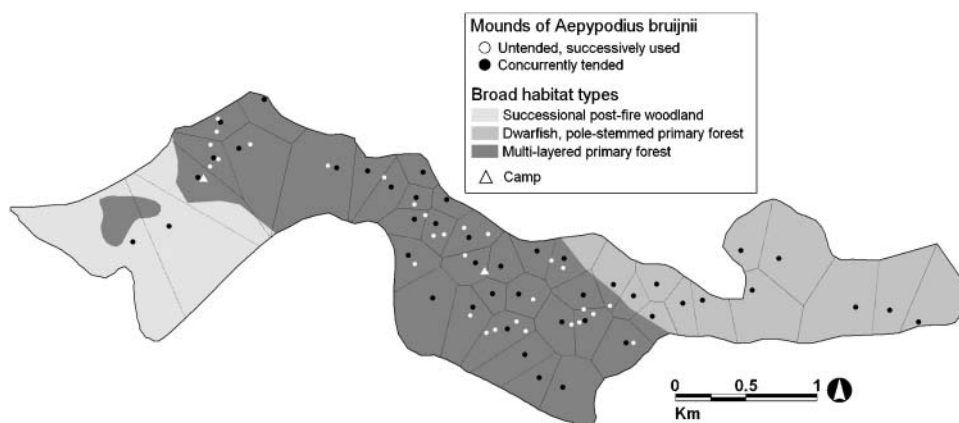 Mounds of Aepypodius bruijnii
Untended, successively used
Concurrently tended
Broad habitat types
Successional post-fire woodland
Dwarfish, pole-stemmed primary forest
Multi-layered primary forest
Camp
0 0.5 1
Km